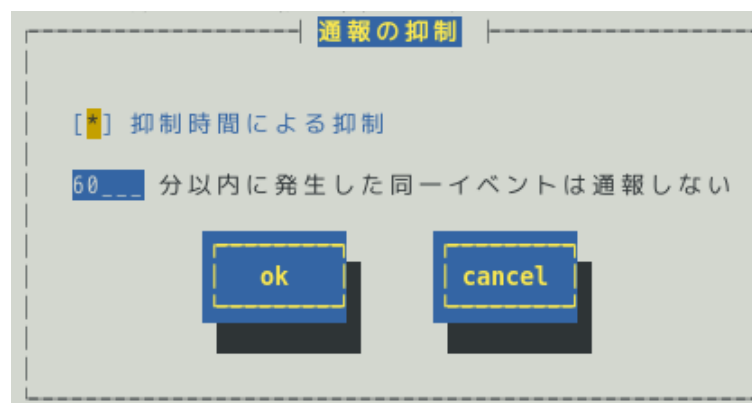 通報の抑制
[*] 抑制時間による抑制
60___ 分以内に発生した同一イベントは通報しない
ok cancel